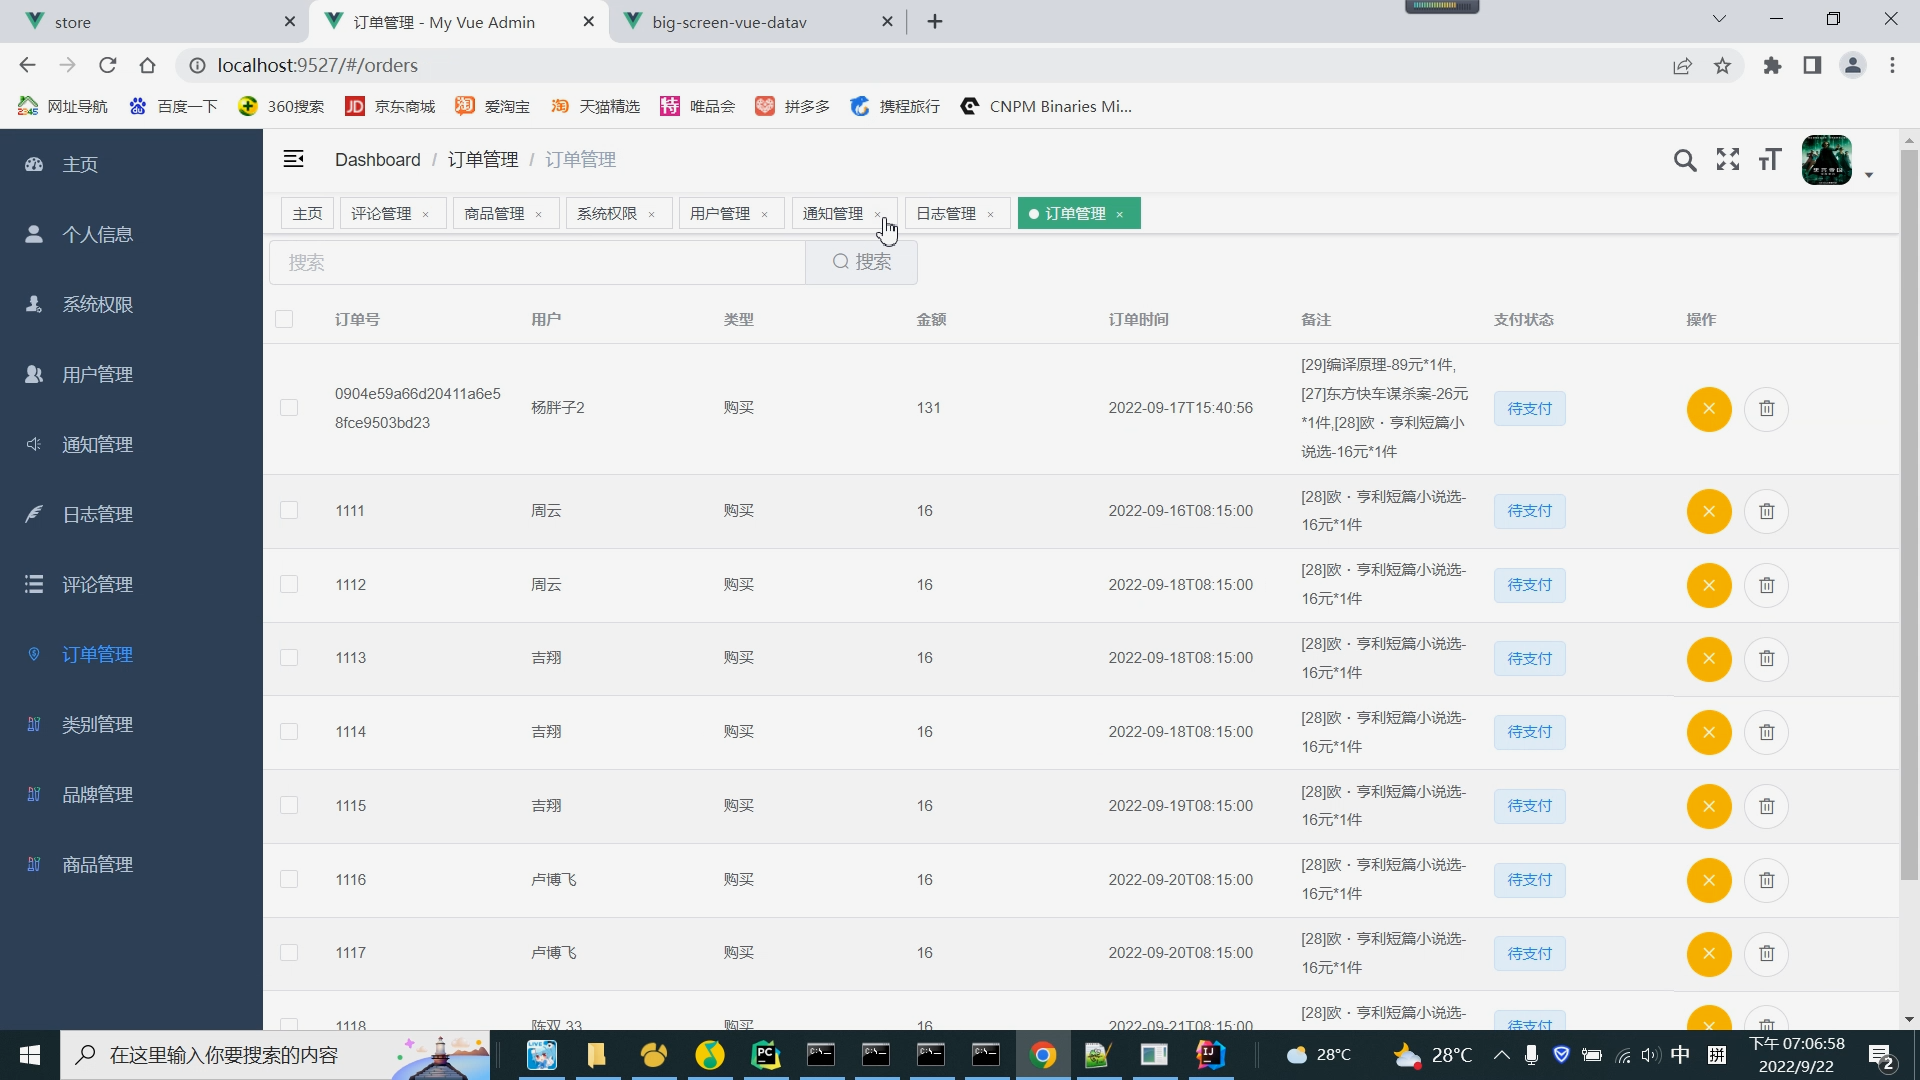 store
订单管理 - My Vue Admin
big-screen-vue-datav
localhost:9527/#/orders
网址导航
百度一下
360搜索
京东商城
爱淘宝
天猫精选
唯品会
拼多多
携程旅行
CNPM Binaries Mi...
主页
个人信息
系统权限
用户管理
通知管理
日志管理
评论管理
订单管理
类别管理
品牌管理
商品管理
Dashboard / 订单管理 / 订单管理
主页
评论管理 ×
商品管理 ×
系统权限 ×
用户管理 ×
通知管理 ×
日志管理 ×
订单管理 ×
搜索
搜索
订单号 用户 类型 金额 订单时间 备注 支付状态 操作
0904e59a66d20411a6e5
8fce9503bd23
杨胖子2 购买 131 2022-09-17T15:40:56
[29]编译原理-89元*1件,
[27]东方快车谋杀案-26元
*1件,[28]欧·亨利短篇小
说选-16元*1件
待支付
1111 周云 购买 16 2022-09-16T08:15:00
[28]欧·亨利短篇小说选-
16元*1件
待支付
1112 周云 购买 16 2022-09-18T08:15:00
[28]欧·亨利短篇小说选-
16元*1件
待支付
1113 吉翔 购买 16 2022-09-18T08:15:00
[28]欧·亨利短篇小说选-
16元*1件
待支付
1114 吉翔 购买 16 2022-09-18T08:15:00
[28]欧·亨利短篇小说选-
16元*1件
待支付
1115 吉翔 购买 16 2022-09-19T08:15:00
[28]欧·亨利短篇小说选-
16元*1件
待支付
1116 卢博飞 购买 16 2022-09-20T08:15:00
[28]欧·亨利短篇小说选-
16元*1件
待支付
1117 卢博飞 购买 16 2022-09-20T08:15:00
[28]欧·亨利短篇小说选-
16元*1件
待支付
1118 陈双 33 购买 16 2022-09-21T08:15:00
[28]欧·亨利短篇小说选-
待支付
在这里输入你要搜索的内容
28°C
28°C
中
拼
下午 07:06:58
2022/9/22
2